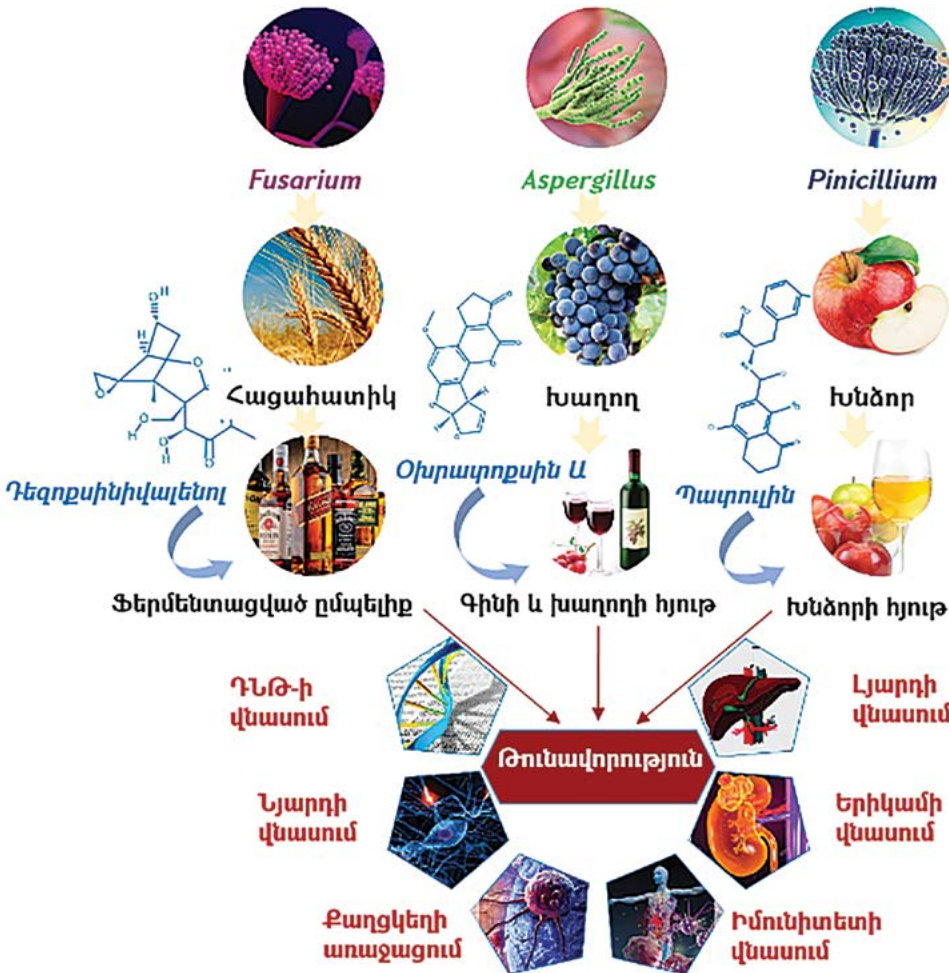 Fusarium
Aspergillus
Pinicillium
Հացահատիկ
Խաղող
Խնձոր
Դեզոքսինիվալենոլ
Օխրատոքսին Ա
Պատուլին
Ֆերմենտացված ըմպելիք
Գինի և խաղողի հյութ
Խնձորի հյութ
ԴՆԹ-ի
վնասում
Լյարդի
վնասում
Թունավորություն
Նյարդի
վնասում
Երիկամի
վնասում
Քաղցկեղի
առաջացում
Իմունիտետի
վնասում